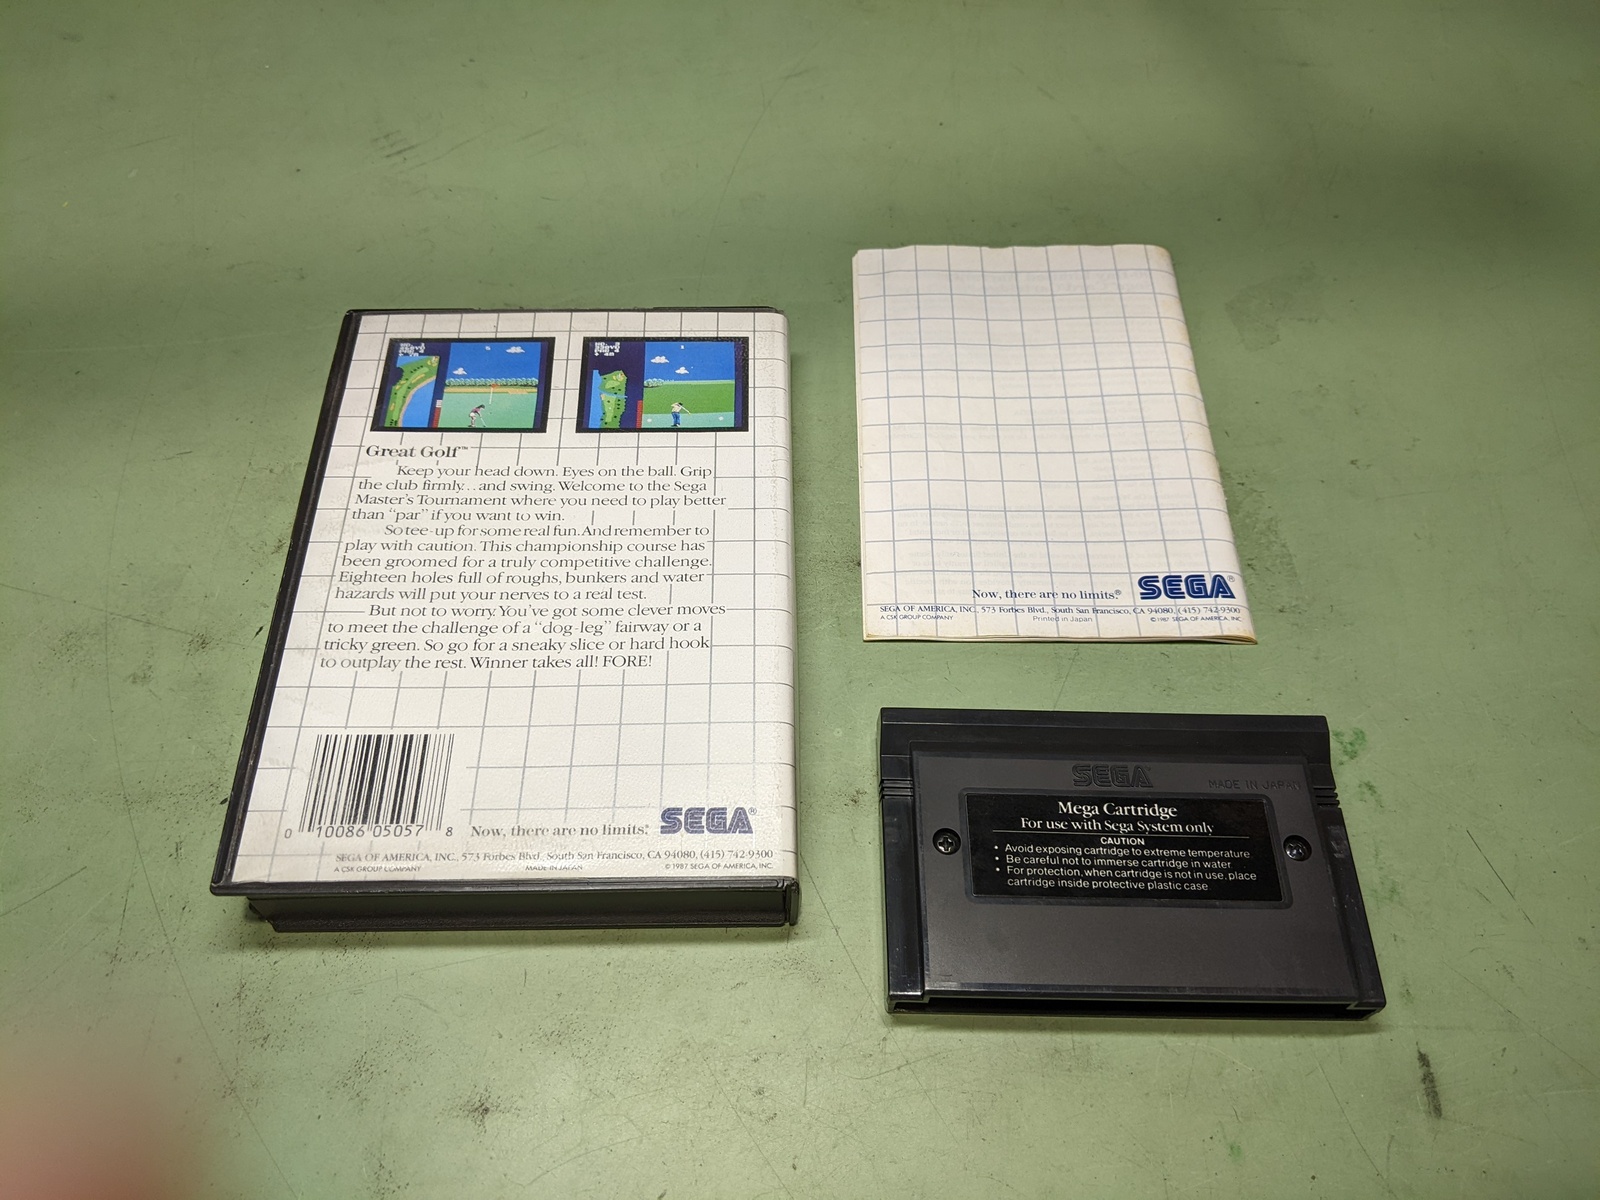 Great Golf™
Keep your head down. Eyes on the ball. Grip
the club firmly...and swing. Welcome to the Sega
Master's Tournament where you need to play better
than "par" if you want to win.
So tee-up for some real fun. And remember to
play with caution. This championship course has
been groomed for a truly competitive challenge.
Eighteen holes full of roughs, bunkers and water
hazards will put your nerves to a real test.
But not to worry. You've got some clever moves
to meet the challenge of a "dog-leg" fairway or a
tricky green. So go for a sneaky slice or hard hook
to outplay the rest. Winner takes all! FORE!
0 10086 05057 8
Now, there are no limits.® SEGA®
SEGA OF AMERICA, INC., 573 Forbes Blvd., South San Francisco, CA 94080, (415) 742-9300
A CSK GROUP COMPANY MADE IN JAPAN © 1987 SEGA OF AMERICA, INC.
Now, there are no limits.® SEGA®
SEGA OF AMERICA, INC. 573 Forbes Blvd., South San Francisco, CA 94080, (415) 742-9300
A CSK GROUP COMPANY Printed in Japan © 1987 SEGA OF AMERICA, INC
SEGA
MADE IN JAPAN
Mega Cartridge
For use with Sega System only
CAUTION
• Avoid exposing cartridge to extreme temperature.
• Be careful not to immerse cartridge in water.
• For protection, when cartridge is not in use, place
cartridge inside protective plastic case.